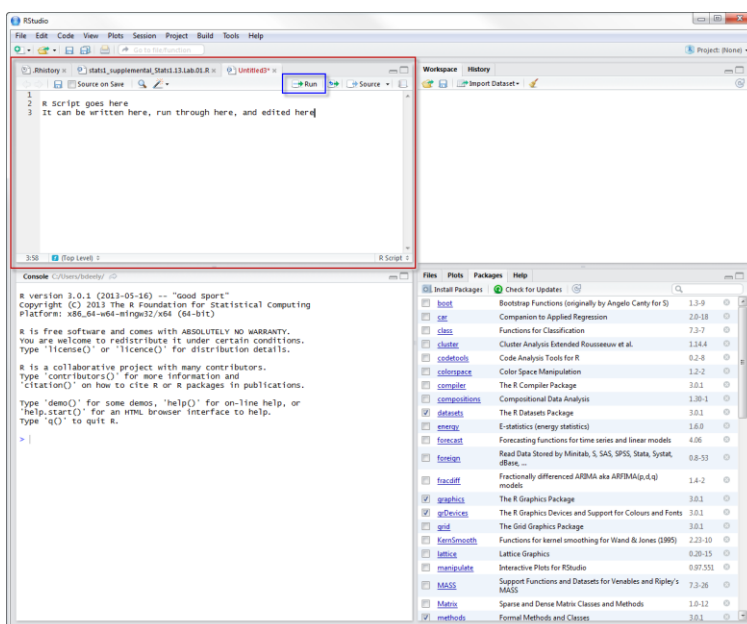 RStudio
File Edit Code View Plots Session Project Build Tools Help
Go to file/function
Project: (None)
.Rhistory
stats1_supplemental_Stats1.13.Lab.01.R
Untitled3*
Source on Save
Run
Source
1
2 R Script goes here
3 It can be written here, run through here, and edited here
3:58
(Top Level)
R Script
Workspace History
Import Dataset
Console C:/Users/bdeely/
R version 3.0.1 (2013-05-16) -- "Good Sport"
Copyright (C) 2013 The R Foundation for Statistical Computing
Platform: x86_64-w64-mingw32/x64 (64-bit)
R is free software and comes with ABSOLUTELY NO WARRANTY.
You are welcome to redistribute it under certain conditions.
Type 'license()' or 'licence()' for distribution details.
R is a collaborative project with many contributors.
Type 'contributors()' for more information and
'citation()' on how to cite R or R packages in publications.
Type 'demo()' for some demos, 'help()' for on-line help, or
'help.start()' for an HTML browser interface to help.
Type 'q()' to quit R.
>
Files Plots Packages Help
Install Packages Check for Updates
boot Bootstrap Functions (originally by Angelo Canty for S) 1.3-9
car Companion to Applied Regression 2.0-18
class Functions for Classification 7.3-7
cluster Cluster Analysis Extended Rousseeuw et al. 1.14.4
codetools Code Analysis Tools for R 0.2-8
colorspace Color Space Manipulation 1.2-2
compiler The R Compiler Package 3.0.1
compositions Compositional Data Analysis 1.30-1
datasets The R Datasets Package 3.0.1
energy E-statistics (energy statistics) 1.6.0
forecast Forecasting functions for time series and linear models 4.06
foreign Read Data Stored by Minitab, S, SAS, SPSS, Stata, Systat, 0.8-53
dBase, ...
fracdiff Fractionally differenced ARIMA aka ARFIMA(p,d,q) 1.4-2
models
graphics The R Graphics Package 3.0.1
grDevices The R Graphics Devices and Support for Colours and Fonts 3.0.1
grid The Grid Graphics Package 3.0.1
KernSmooth Functions for kernel smoothing for Wand & Jones (1995) 2.23-10
lattice Lattice Graphics 0.20-15
manipulate Interactive Plots for RStudio 0.97.551
MASS Support Functions and Datasets for Venables and Ripley's 7.3-26
MASS
Matrix Sparse and Dense Matrix Classes and Methods 1.0-12
methods Formal Methods and Classes 3.0.1